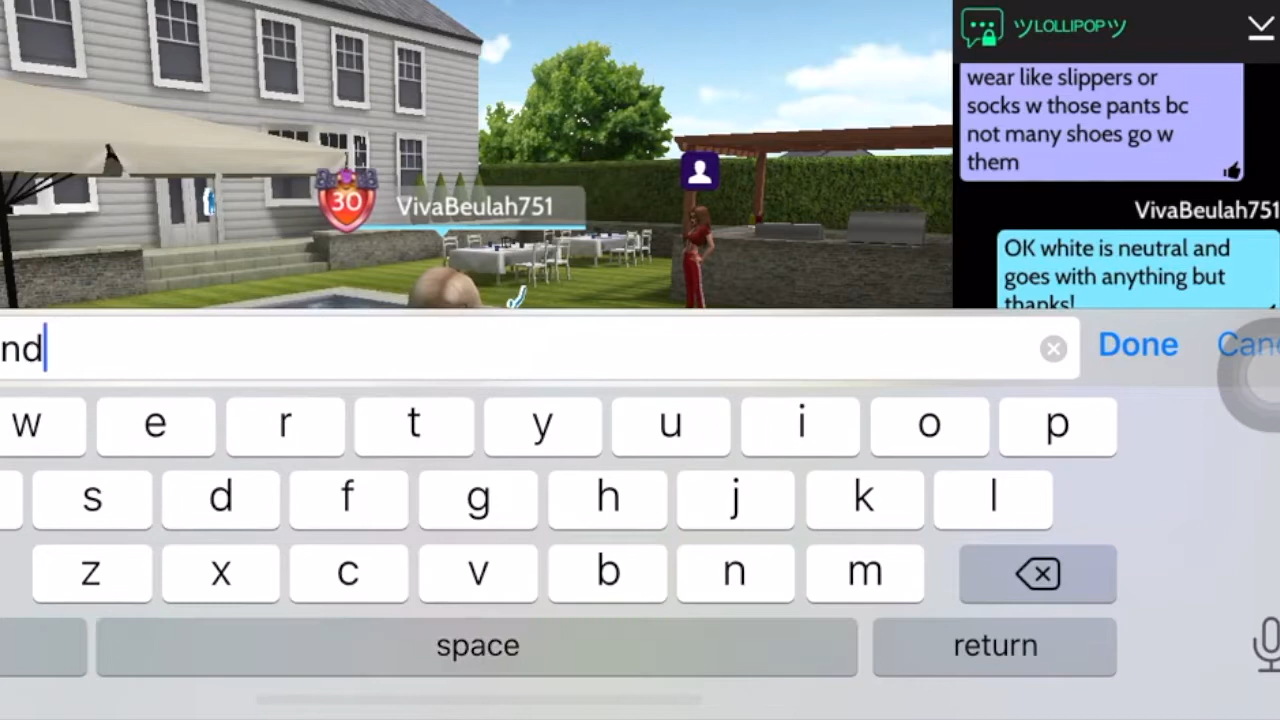 ツLOLLIPOPツ
wear like slippers or
socks w those pants bc
not many shoes go w
them
30
VivaBeulah751
VivaBeulah751
OK white is neutral and
goes with anything but
thanks!
nd
Done
Canc
w e r t y u i o p
s d f g h j k l
z x c v b n m
space
return